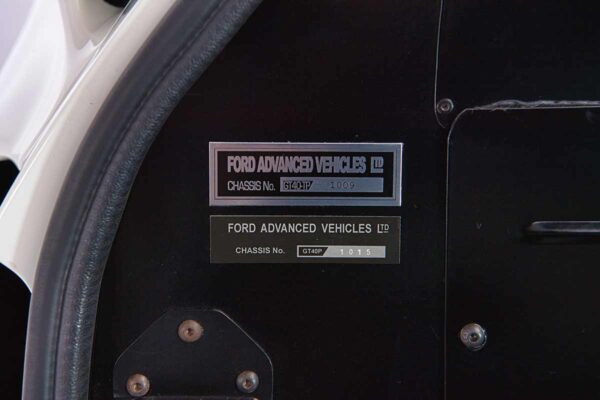 FORD ADVANCED VEHICLES LTD
CHASSIS No. GT40P/ 1009
FORD ADVANCED VEHICLES LTD
CHASSIS No. GT40P/ 1015